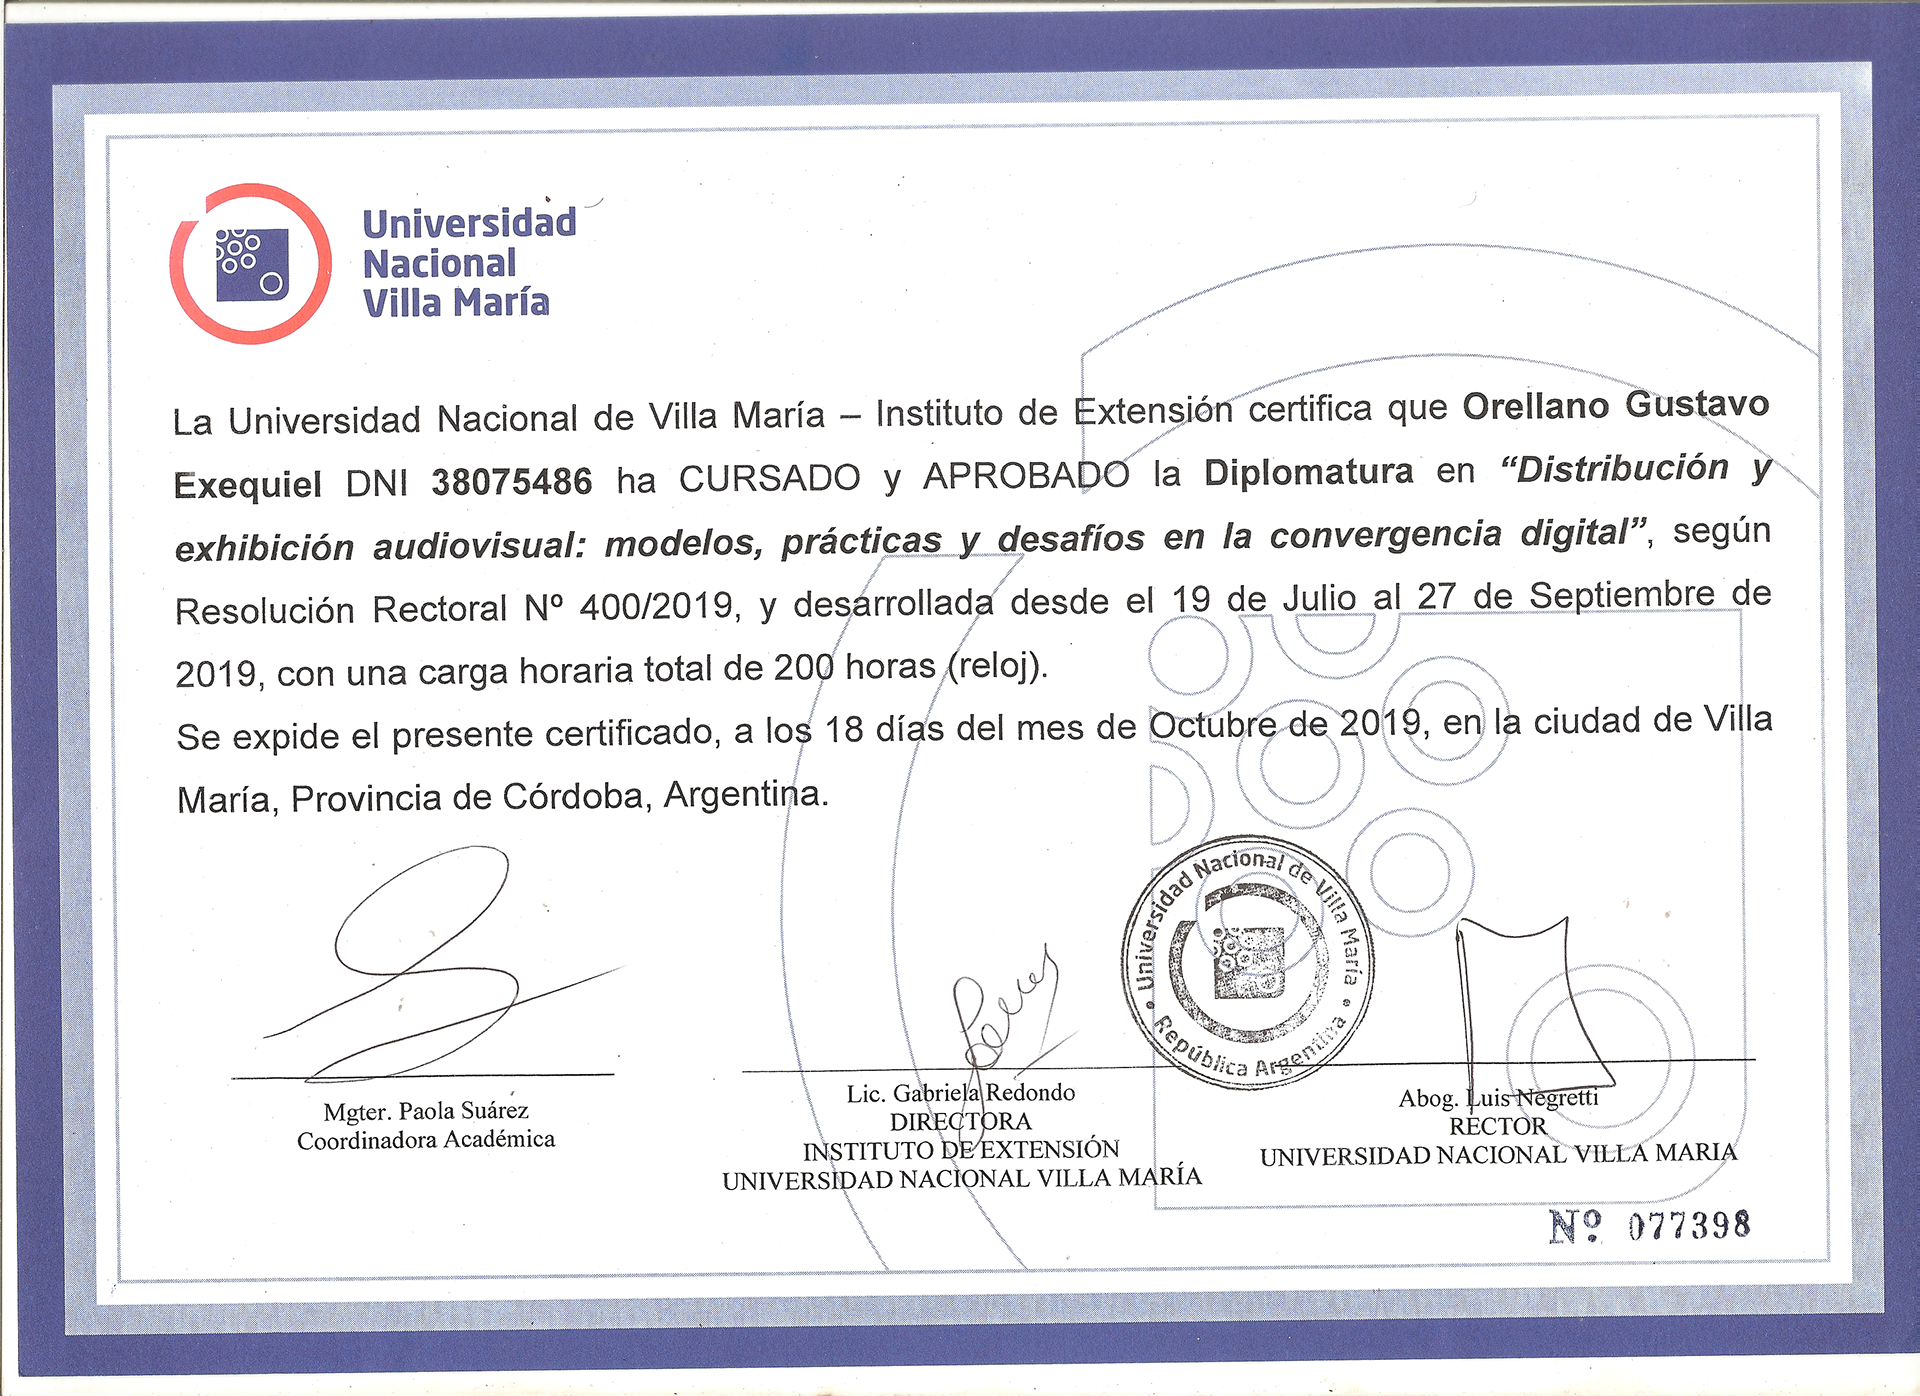 Universidad
Nacional
Villa María
La Universidad Nacional de Villa María – Instituto de Extensión certifica que Orellano Gustavo
Exequiel DNI 38075486 ha CURSADO y APROBADO la Diplomatura en “Distribución y
exhibición audiovisual: modelos, prácticas y desafíos en la convergencia digital”, según
Resolución Rectoral Nº 400/2019, y desarrollada desde el 19 de Julio al 27 de Septiembre de
2019, con una carga horaria total de 200 horas (reloj).
Se expide el presente certificado, a los 18 días del mes de Octubre de 2019, en la ciudad de Villa
María, Provincia de Córdoba, Argentina.
Universidad Nacional de Villa María
República Argentina
Mgter. Paola Suárez
Coordinadora Académica
Lic. Gabriela Redondo
DIRECTORA
INSTITUTO DE EXTENSIÓN
UNIVERSIDAD NACIONAL VILLA MARÍA
Abog. Luis Negretti
RECTOR
UNIVERSIDAD NACIONAL VILLA MARIA
Nº 077398